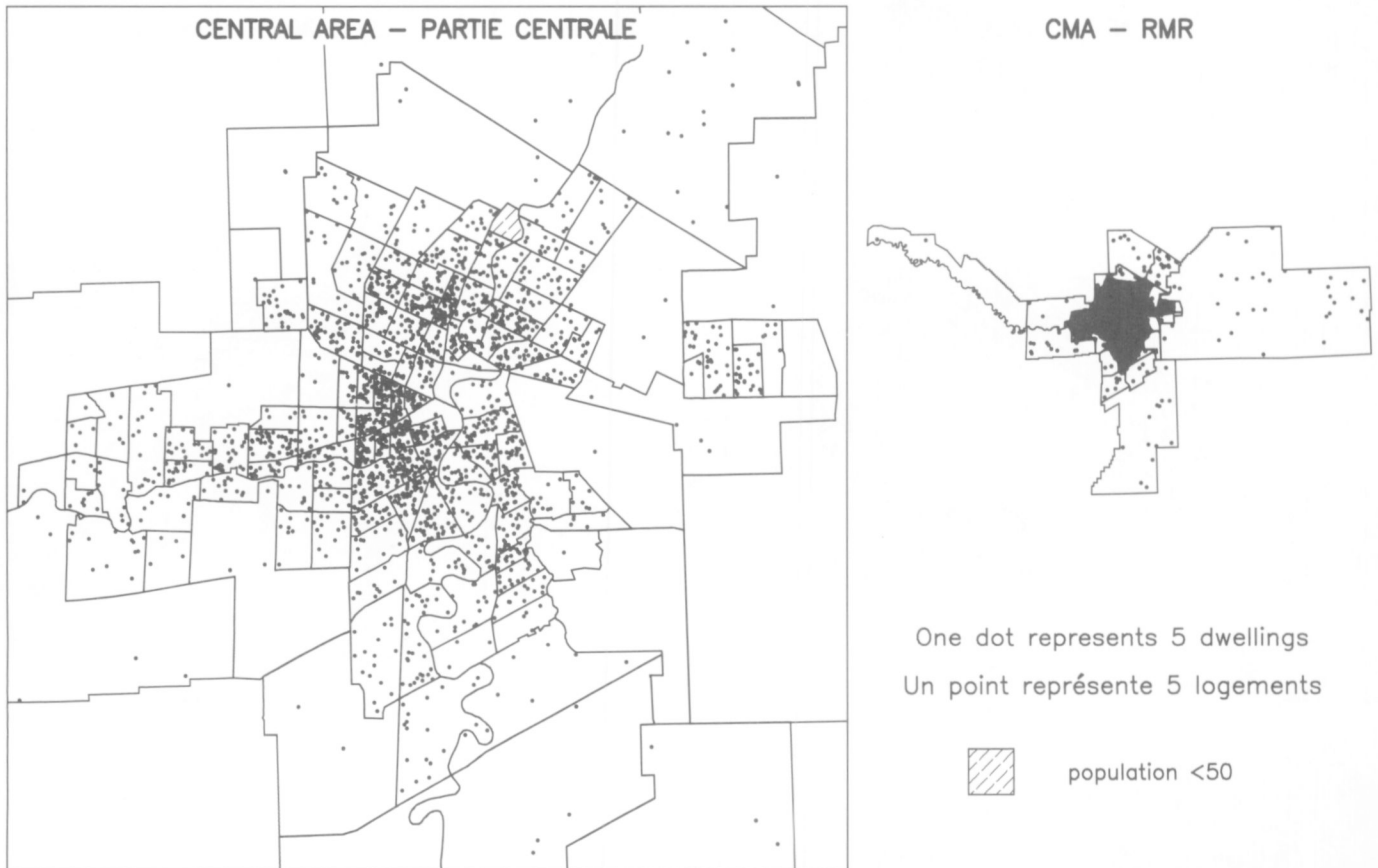 CENTRAL AREA – PARTIE CENTRALE
CMA – RMR
One dot represents 5 dwellings
Un point représente 5 logements
population <50